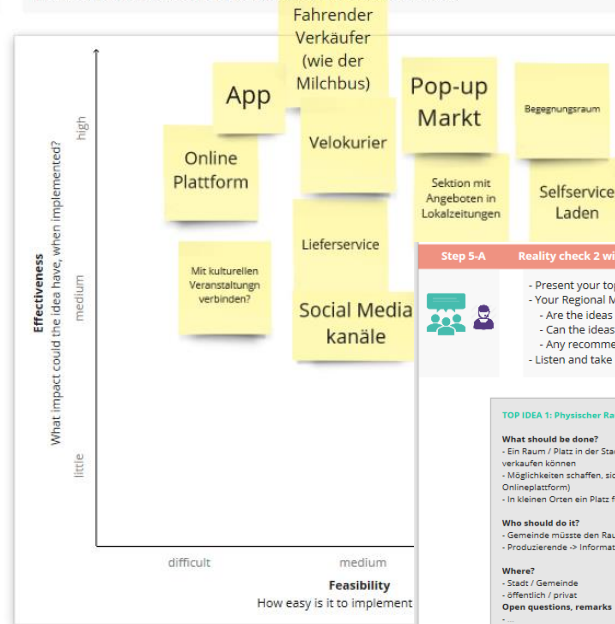 Fahrender
Verkäufer
(wie der
Milchbus)
App
Pop-up
Markt
Begegnungsraum
Velokurier
Online
Plattform
Sektion mit
Angeboten in
Lokalzeitungen
Selfservice
Laden
Lieferservice
Mit kulturellen
Veranstaltungn
verbinden?
Social Media
kanäle
Effectiveness
What impact could the idea have, when implemented?
high
medium
little
difficult
medium
Feasibility
How easy is it to implement
Step 5-A
Reality check 2 wi
- Present your top
- Your Regional M
- Are the ideas
- Can the ideas
- Any recomme
- Listen and take
TOP IDEA 1: Physischer Ra
What should be done?
- Ein Raum / Platz in der Sta
verkaufen können
- Möglichkeiten schaffen, sic
Onlineplattform)
- In kleinen Orten ein Platz f
Who should do it?
- Gemeinde müsste den Rau
- Produzierende -> Informat
Where?
- Stadt / Gemeinde
- öffentlich / privat
Open questions, remarks
- ...